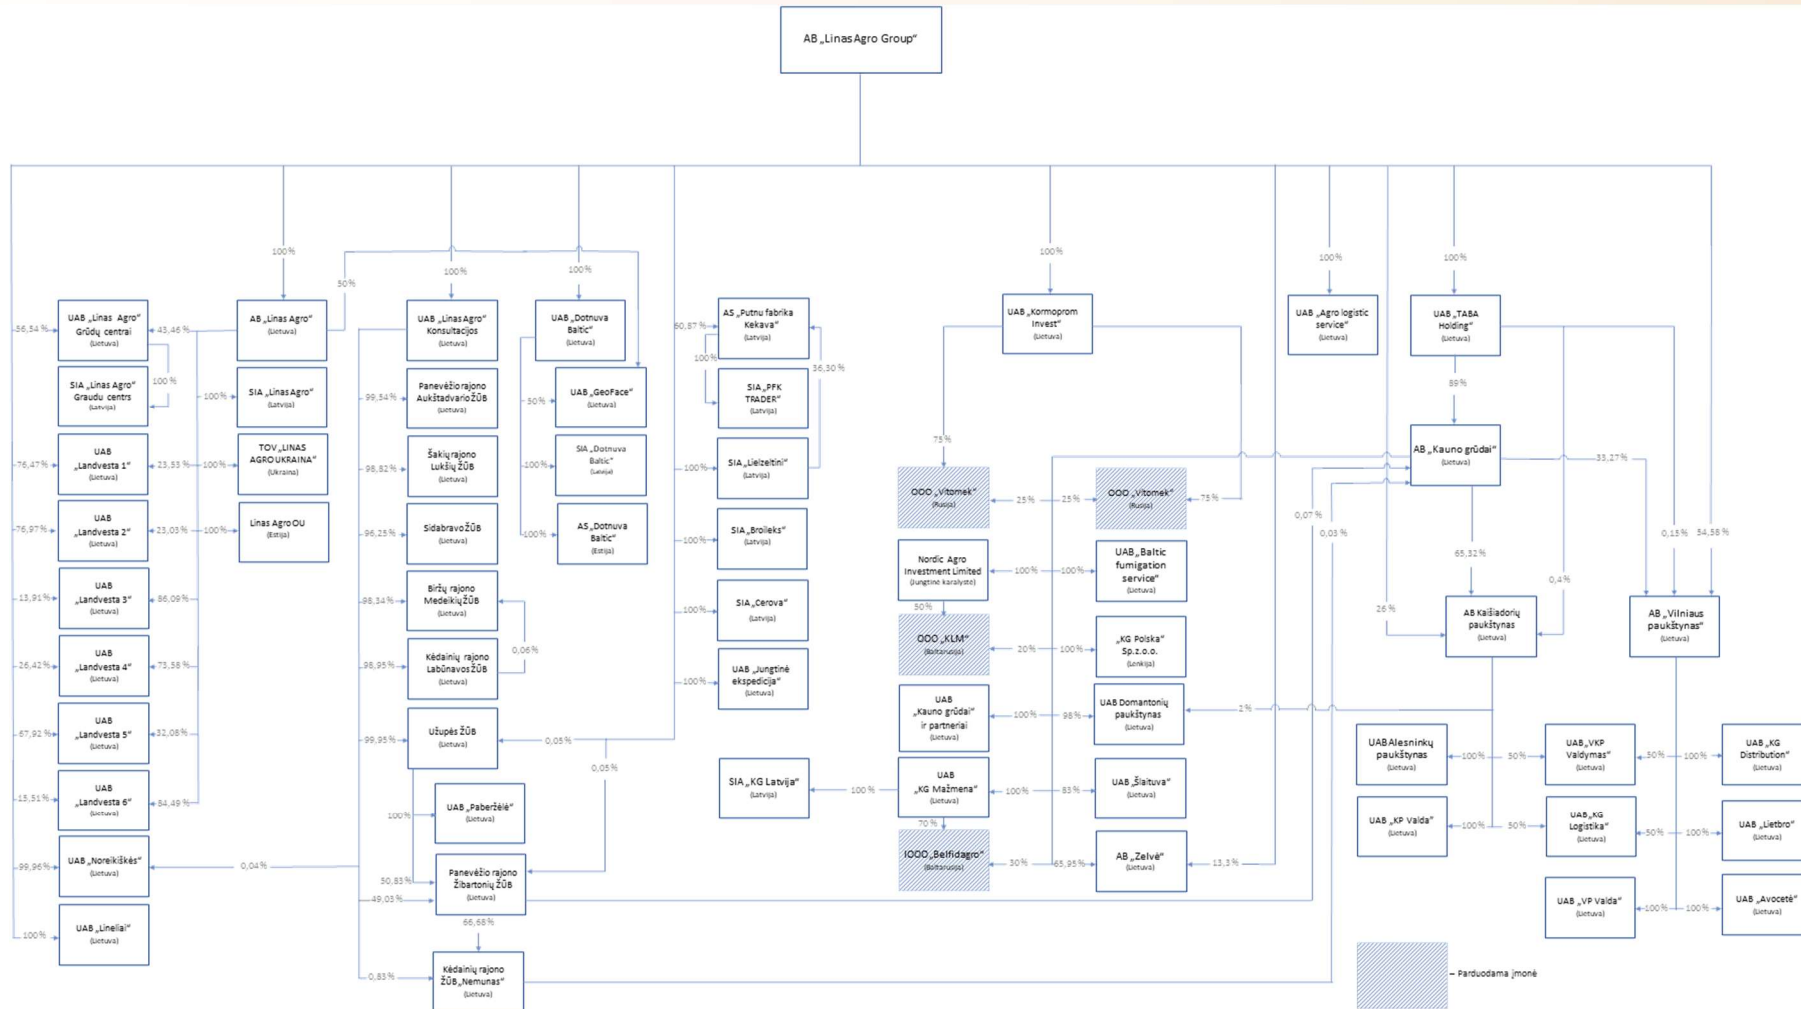 AB „Linas Agro Group“
100%
100%
100%
100%
100%
100%
30%
UAB „Linas Agro“
Grūdų centrai
(Lietuva)
56,34%
43,46%
AB „Linas Agro“
(Lietuva)
UAB „Linas Agro“
Konsultacijos
(Lietuva)
UAB „Dotnuva
Baltic“
(Lietuva)
60,87%
AS „Putnu fabrika
Kekava“
(Latvija)
UAB „Kormoprom
Invest“
(Lietuva)
UAB „Agro logistic
service“
(Lietuva)
UAB „TABA
Holding“
(Lietuva)
SIA „Linas Agro“
Graudu centrs
(Latvija)
100%
100%
SIA „Linas Agro“
(Latvija)
99,34%
Panevėžio rajono
Aukštadvario ŽŪB
(Lietuva)
50%
UAB „GeoFace“
(Lietuva)
100%
36,30%
SIA „PFK
TRADER“
(Latvija)
89%
76,47%
UAB
„Landvesta 1“
(Lietuva)
23,53%
100%
TOV „LINAS
AGRO UKRAINA“
(Ukraina)
98,82%
Šakių rajono
Lukšių ŽŪB
(Lietuva)
100%
SIA „Dotnuva
Baltic“
(Latvija)
100%
SIA „Lielzeltini“
(Latvija)
75%
AB „Kauno grūdai“
(Lietuva)
33,27%
76,97%
UAB
„Landvesta 2“
(Lietuva)
23,03%
100%
Linas Agro OU
(Estija)
96,25%
Sidabravo ŽŪB
(Lietuva)
100%
AS „Dotnuva
Baltic“
(Estija)
100%
SIA „Broileks“
(Latvija)
OOO „Vitomek“
(Rusija)
25%
25%
OOO „Vitomek“
(Rusija)
75%
0,07%
0,03%
65,32%
0,15%
54,58%
13,91%
UAB
„Landvesta 3“
(Lietuva)
86,09%
98,34%
Biržų rajono
Medeikių ŽŪB
(Lietuva)
0,06%
100%
SIA „Cerova“
(Latvija)
Nordic Agro
Investment Limited
(Jungtinė karalystė)
100%
100%
UAB „Baltic
fumigation
service“
(Lietuva)
50%
26%
0,4%
AB Kaišiadorių
paukštynas
(Lietuva)
AB „Vilniaus
paukštynas“
(Lietuva)
26,42%
UAB
„Landvesta 4“
(Lietuva)
73,58%
98,95%
Kėdainių rajono
Labūnavos ŽŪB
(Lietuva)
100%
UAB „Jungtinė
ekspedicija“
(Lietuva)
OOO „KLM“
(Baltarusija)
20%
100%
„KG Polska“
Sp.z.o.o.
(Lenkija)
67,92%
UAB
„Landvesta 5“
(Lietuva)
32,08%
99,95%
Užupės ŽŪB
(Lietuva)
0,05%
0,05%
UAB
„Kauno grūdai“
ir partneriai
(Lietuva)
100%
98%
UAB Domantonių
paukštynas
(Lietuva)
2%
UAB Alesninkų
paukštynas
(Lietuva)
100%
50%
UAB „VKP
Valdymas“
(Lietuva)
50%
100%
UAB „KG
Distribution“
(Lietuva)
15,51%
UAB
„Landvesta 6“
(Lietuva)
84,49%
100%
UAB „Paberžėlė“
(Lietuva)
SIA „KG Latvija“
(Latvija)
100%
UAB
„KG Mažmena“
(Lietuva)
100%
83%
UAB „Šlaituva“
(Lietuva)
70%
UAB „KP Valda“
(Lietuva)
100%
50%
UAB „KG
Logistika“
(Lietuva)
50%
100%
UAB „Lietbro“
(Lietuva)
99,96%
UAB „Noreikiškės“
(Lietuva)
0,04%
50,83%
49,03%
Panevėžio rajono
Žibartonių ŽŪB
(Lietuva)
IOOO „Belfidagro“
(Baltarusija)
30%
65,95%
AB „Zelvė“
(Lietuva)
13,3%
UAB „VP Valda“
(Lietuva)
100%
100%
UAB „Avocetė“
(Lietuva)
100%
UAB „Lineliai“
(Lietuva)
66,68%
0,83%
Kėdainių rajono
ŽŪB „Nemunas“
(Lietuva)
– Parduodama įmonė